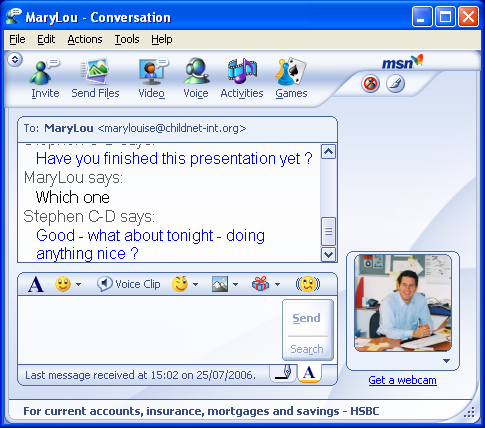 MaryLou - Conversation
File Edit Actions Tools Help
msn
Invite Send Files Video Voice Activities Games
To: MaryLou <marylouise@childnet-int.org>
Stephen C-D says:
Have you finished this presentation yet ?
MaryLou says:
Which one
Stephen C-D says:
Good - what about tonight - doing
anything nice ?
A Voice Clip
Send
Search
Last message received at 15:02 on 25/07/2006.
A
Get a webcam
For current accounts, insurance, mortgages and savings - HSBC